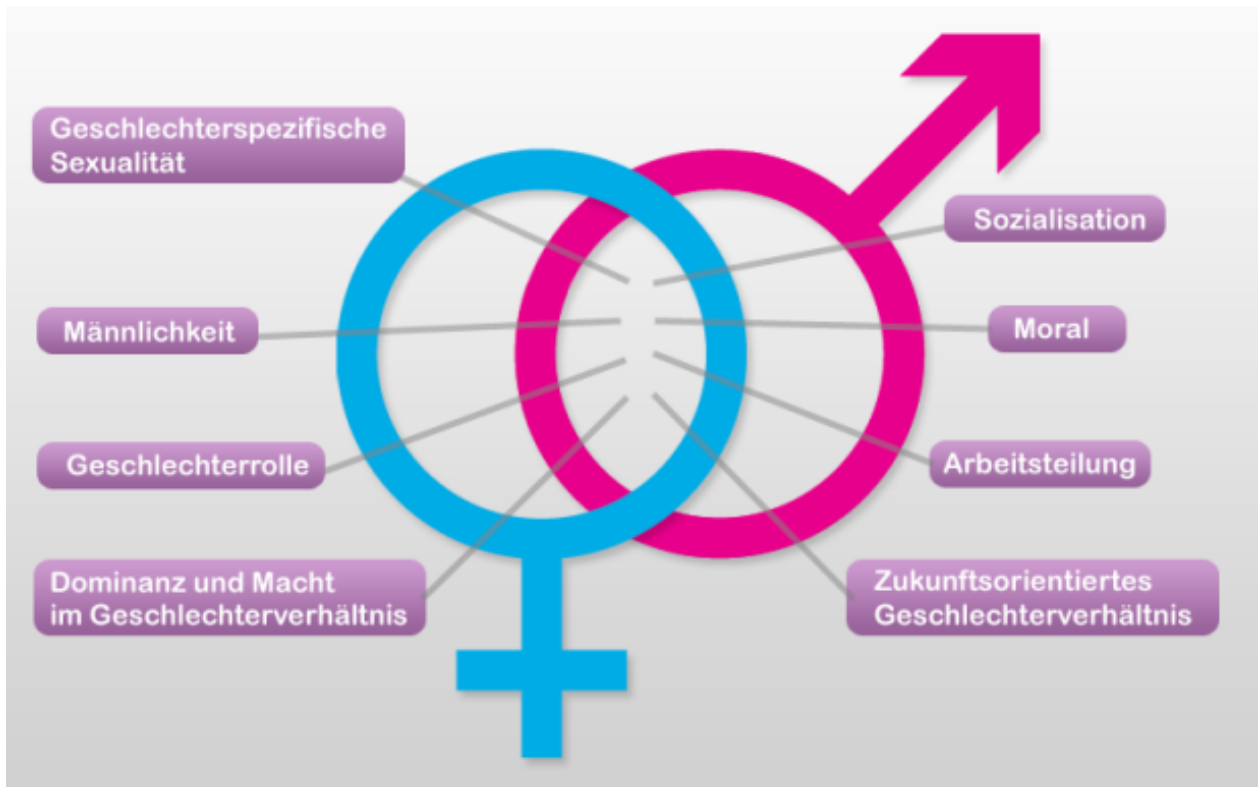 Geschlechterspezifische
Sexualität
Sozialisation
Männlichkeit
Moral
Geschlechterrolle
Arbeitsteilung
Dominanz und Macht
im Geschlechterverhältnis
Zukunftsorientiertes
Geschlechterverhältnis